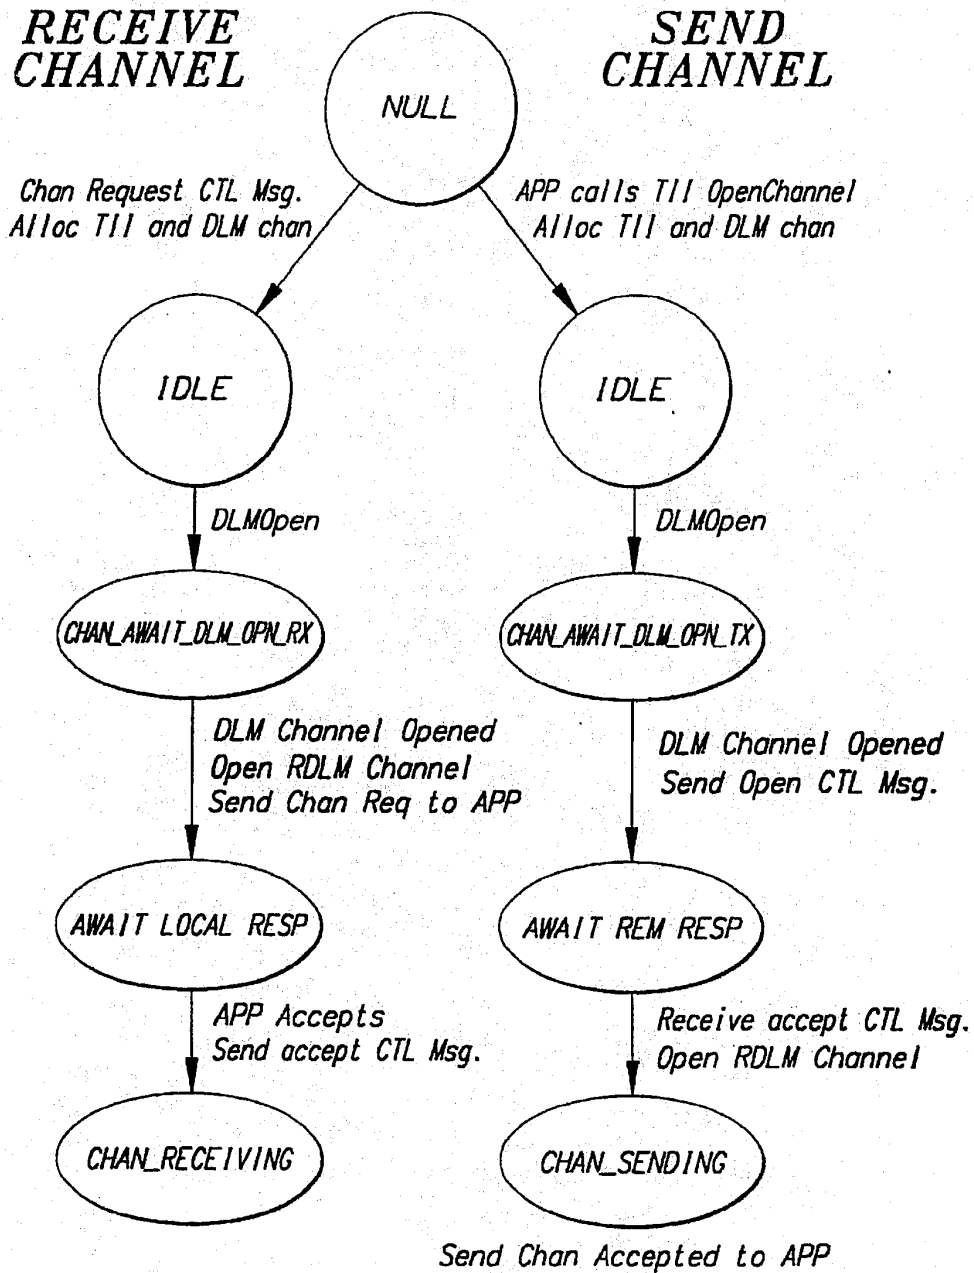 RECEIVE
CHANNEL
SEND
CHANNEL
NULL
Chan Request CTL Msg.
Alloc TII and DLM chan
APP calls TII OpenChannel
Alloc TII and DLM chan
IDLE
IDLE
DLMOpen
DLMOpen
CHAN_AWAIT_DLM_OPN_RX
CHAN_AWAIT_DLM_OPN_TX
DLM Channel Opened
Open RDLM Channel
Send Chan Req to APP
DLM Channel Opened
Send Open CTL Msg.
AWAIT LOCAL RESP
AWAIT REM RESP
APP Accepts
Send accept CTL Msg.
Receive accept CTL Msg.
Open RDLM Channel
CHAN_RECEIVING
CHAN_SENDING
Send Chan Accepted to APP